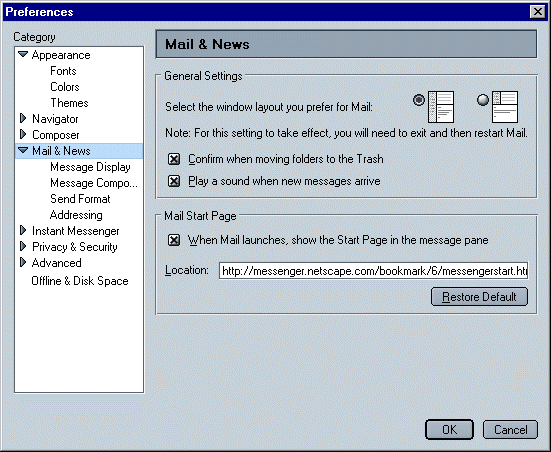 Preferences
Category
Appearance
Fonts
Colors
Themes
Navigator
Composer
Mail & News
Message Display
Message Compo...
Send Format
Addressing
Instant Messenger
Privacy & Security
Advanced
Offline & Disk Space
Mail & News
General Settings
Select the window layout you prefer for Mail:
Note: For this setting to take effect, you will need to exit and then restart Mail.
Confirm when moving folders to the Trash
Play a sound when new messages arrive
Mail Start Page
When Mail launches, show the Start Page in the message pane
Location: http://messenger.netscape.com/bookmark/6/messengerstart.htm
Restore Default
OK Cancel